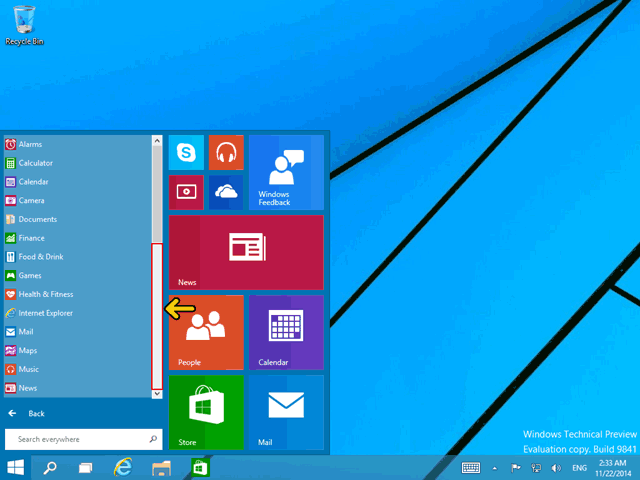 Recycle Bin
Alarms
Calculator
Calendar
Camera
Documents
Finance
Food & Drink
Games
Health & Fitness
Internet Explorer
Mail
Maps
Music
News
Back
Search everywhere
Windows
Feedback
News
People
Calendar
Store
Mail
Windows Technical Preview
Evaluation copy. Build 9841
ENG
2:33 AM
11/22/2014